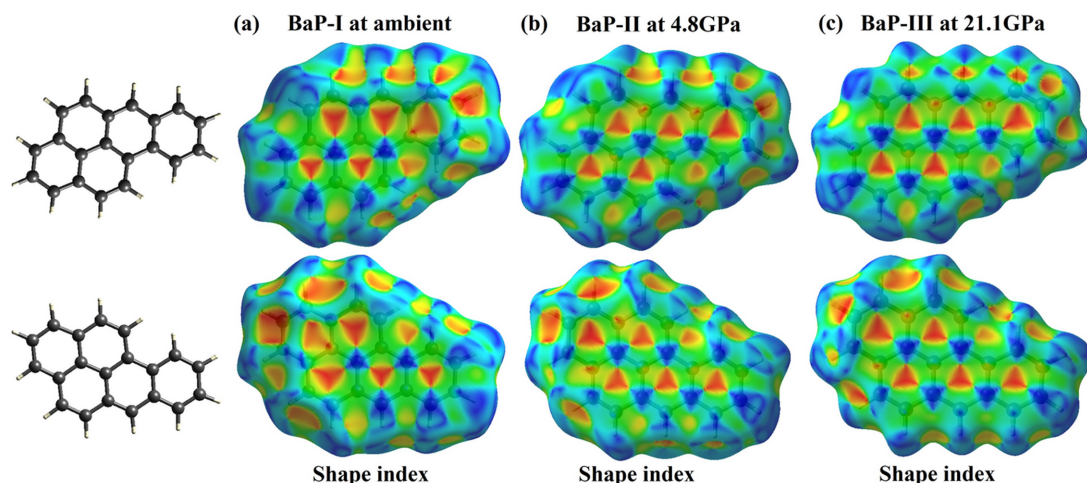 (a) BaP-I at ambient (b) BaP-II at 4.8GPa (c) BaP-III at 21.1GPa
Shape index Shape index Shape index